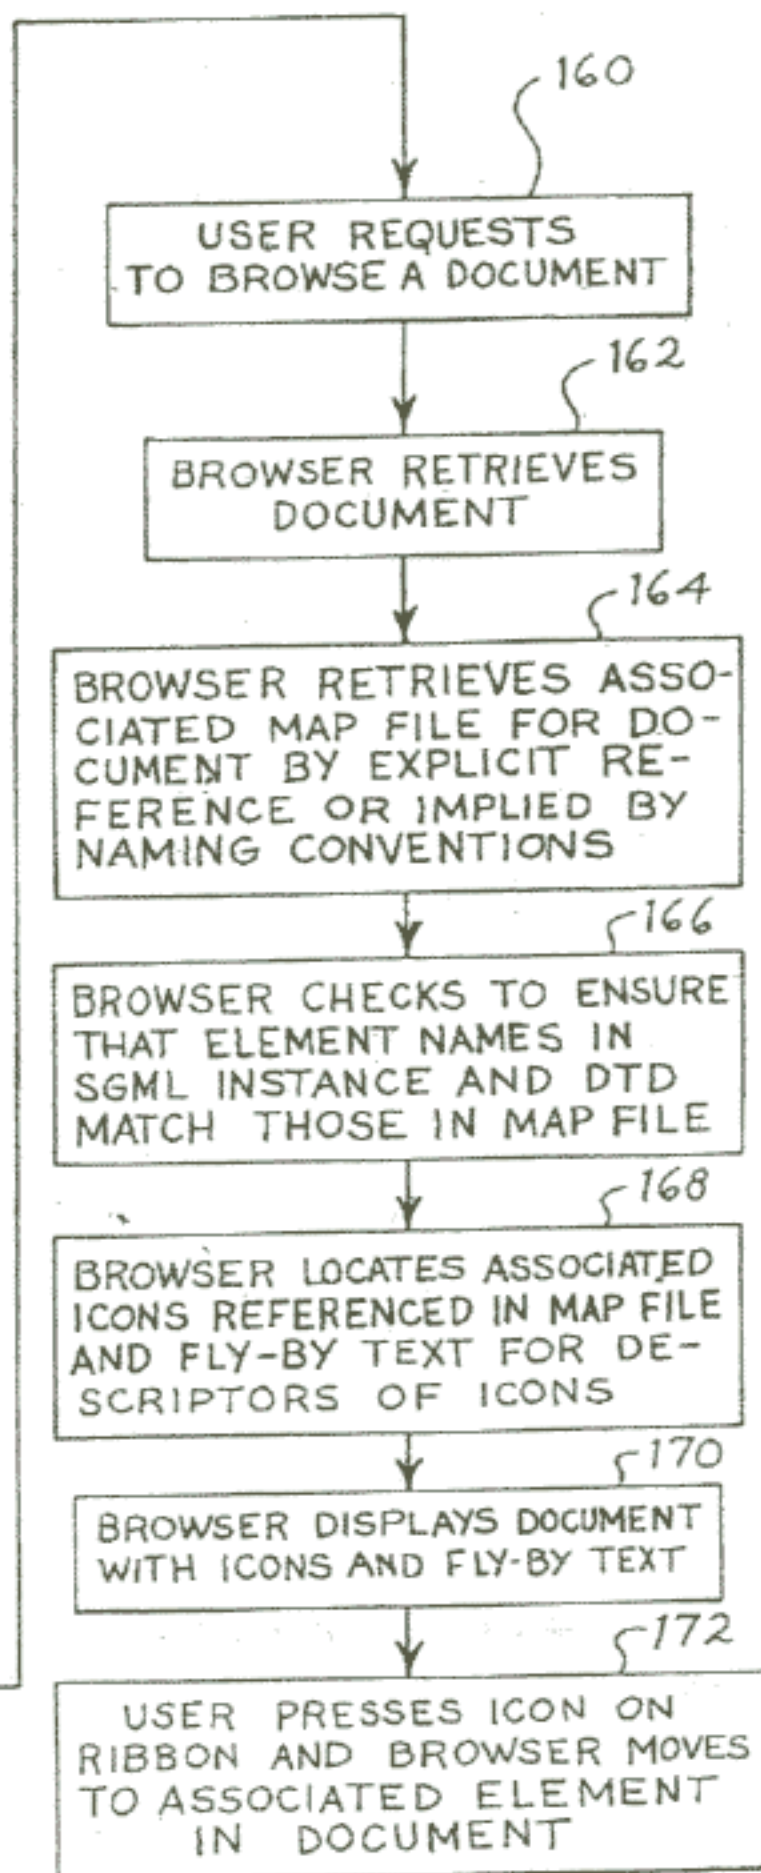 160
USER REQUESTS
TO BROWSE A DOCUMENT
162
BROWSER RETRIEVES
DOCUMENT
164
BROWSER RETRIEVES ASSO-
CIATED MAP FILE FOR DO-
CUMENT BY EXPLICIT RE-
FERENCE OR IMPLIED BY
NAMING CONVENTIONS
166
BROWSER CHECKS TO ENSURE
THAT ELEMENT NAMES IN
SGML INSTANCE AND DTD
MATCH THOSE IN MAP FILE
168
BROWSER LOCATES ASSOCIATED
ICONS REFERENCED IN MAP FILE
AND FLY-BY TEXT FOR DE-
SCRIPTORS OF ICONS
170
BROWSER DISPLAYS DOCUMENT
WITH ICONS AND FLY-BY TEXT
172
USER PRESSES ICON ON
RIBBON AND BROWSER MOVES
TO ASSOCIATED ELEMENT
IN DOCUMENT